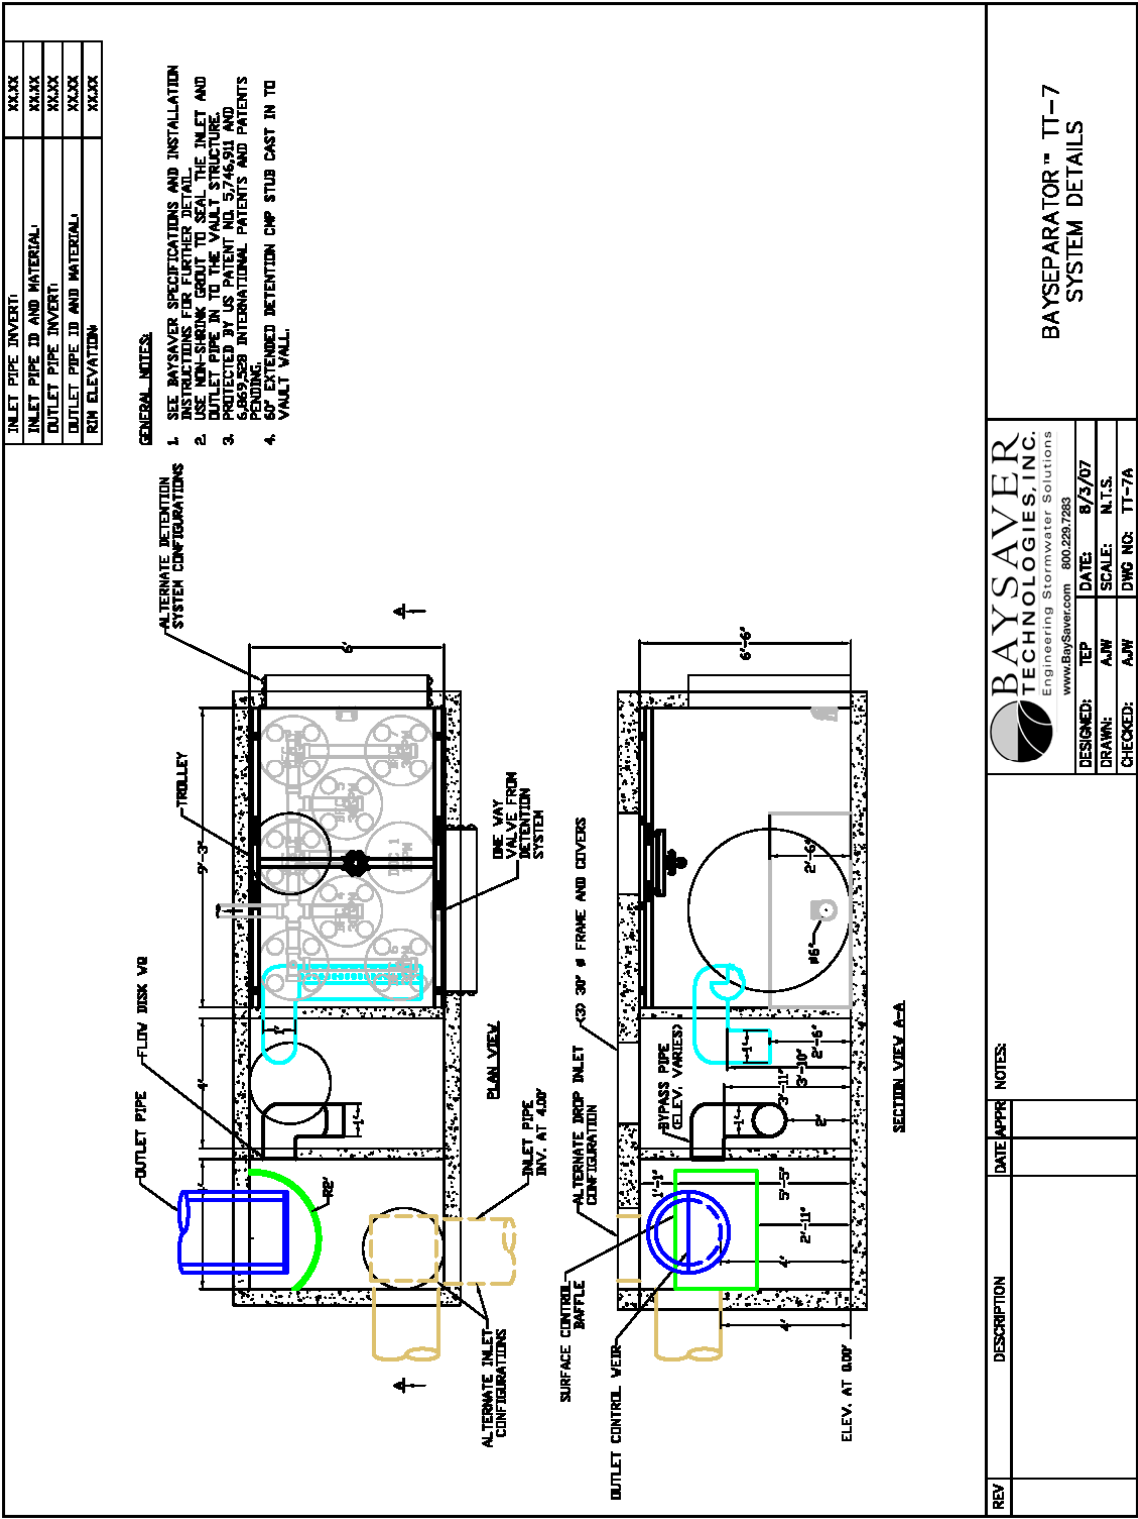 INLET PIPE INVERT: XX.XX
INLET PIPE ID AND MATERIAL: XX.XX
OUTLET PIPE INVERT: XX.XX
OUTLET PIPE ID AND MATERIAL: XX.XX
RIM ELEVATION: XX.XX
GENERAL NOTES:
1. SEE BAYSAVER SPECIFICATIONS AND INSTALLATION
INSTRUCTIONS FOR FURTHER DETAIL.
2. USE NON-SHRINK GROUT TO SEAL THE INLET AND
OUTLET PIPE IN TO THE VAULT STRUCTURE.
3. PROTECTED BY US PATENT NO. 5,746,911 AND
6,869,528 INTERNATIONAL PATENTS AND PATENTS
PENDING.
4. 60" EXTENDED DETENTION CMP STUB CAST IN TO
VAULT WALL.
OUTLET PIPE
FLOW DISK WQ
TROLLEY
ALTERNATE DETENTION
SYSTEM CONFIGURATIONS
4'
9'-3"
6'
1'
1'
R2'
A
A
ALTERNATE INLET
CONFIGURATIONS
INLET PIPE
INV. AT 4.00'
PLAN VIEW
ONE WAY
VALVE FROM
DETENTION
SYSTEM
OUTLET CONTROL WEIR
SURFACE CONTROL
BAFFLE
ALTERNATE DROP INLET
CONFIGURATION
(3) 30" ø FRAME AND COVERS
BYPASS PIPE
(ELEV. VARIES)
1'-1"
1'
1'
ø6"
2'-6"
6'-6"
4'
4'
2'-11"
5'-5"
2'
3'-11"
3'-10"
2'-6"
ELEV. AT 0.00'
SECTION VIEW A-A
REV
DESCRIPTION
DATE
APPR
NOTES:
BAYSAVER
TECHNOLOGIES, INC.
Engineering Stormwater Solutions
www.BaySaver.com 800.229.7283
DESIGNED: TEP DATE: 8/3/07
DRAWN: AJW SCALE: N.T.S.
CHECKED: AJW DWG NO: TT-7A
BAYSEPARATOR™ TT-7
SYSTEM DETAILS